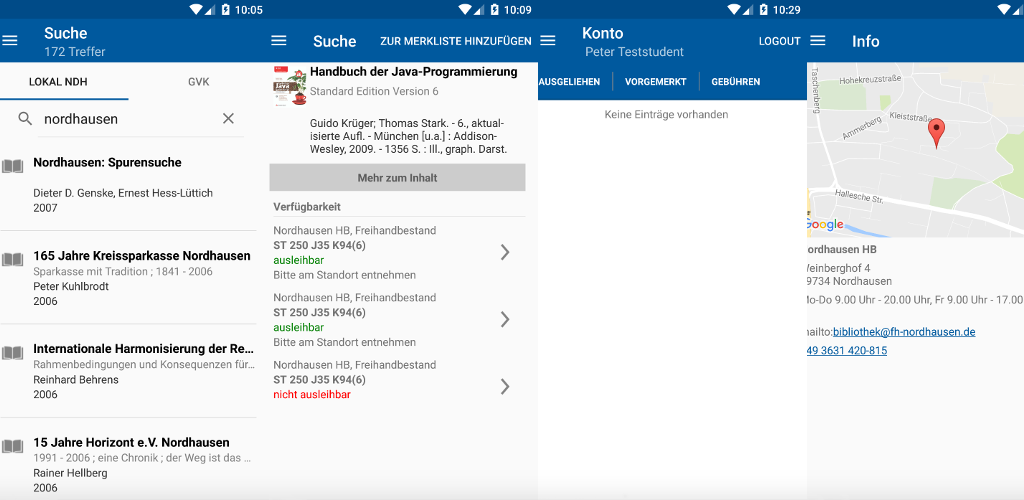 10:05
Suche
172 Treffer
LOKAL NDH
GVK
nordhausen
Nordhausen: Spurensuche
Dieter D. Genske, Ernest Hess-Lüttich
2007
165 Jahre Kreissparkasse Nordhausen
Sparkasse mit Tradition ; 1841 - 2006
Peter Kuhlbrodt
2006
Internationale Harmonisierung der Re...
Rahmenbedingungen und Konsequenzen für...
Reinhard Behrens
2006
15 Jahre Horizont e.V. Nordhausen
1991 - 2006 ; eine Chronik ; der Weg ist das ...
Rainer Hellberg
2006
10:09
Suche
ZUR MERKLISTE HINZUFÜGEN
Java
Handbuch der Java-Programmierung
Standard Edition Version 6
Guido Krüger; Thomas Stark. - 6., aktual-
isierte Aufl. - München [u.a.] : Addison-
Wesley, 2009. - 1356 S. : Ill., graph. Darst.
Mehr zum Inhalt
Verfügbarkeit
Nordhausen HB, Freihandbestand
ST 250 J35 K94(6)
ausleihbar
Bitte am Standort entnehmen
Nordhausen HB, Freihandbestand
ST 250 J35 K94(6)
ausleihbar
Bitte am Standort entnehmen
Nordhausen HB, Freihandbestand
ST 250 J35 K94(6)
nicht ausleihbar
10:29
Konto
Peter Teststudent
LOGOUT
AUSGELIEHEN
VORGEMERKT
GEBÜHREN
Keine Einträge vorhanden
Info
Taschenberg
Hohekreuzstraße
Kleiststraße
Ammerberg
Hallesche Str.
Google
ordhausen HB
einberghof 4
9734 Nordhausen
Mo-Do 9.00 Uhr - 20.00 Uhr, Fr 9.00 Uhr - 17.00
ailto:bibliothek@fh-nordhausen.de
49 3631 420-815